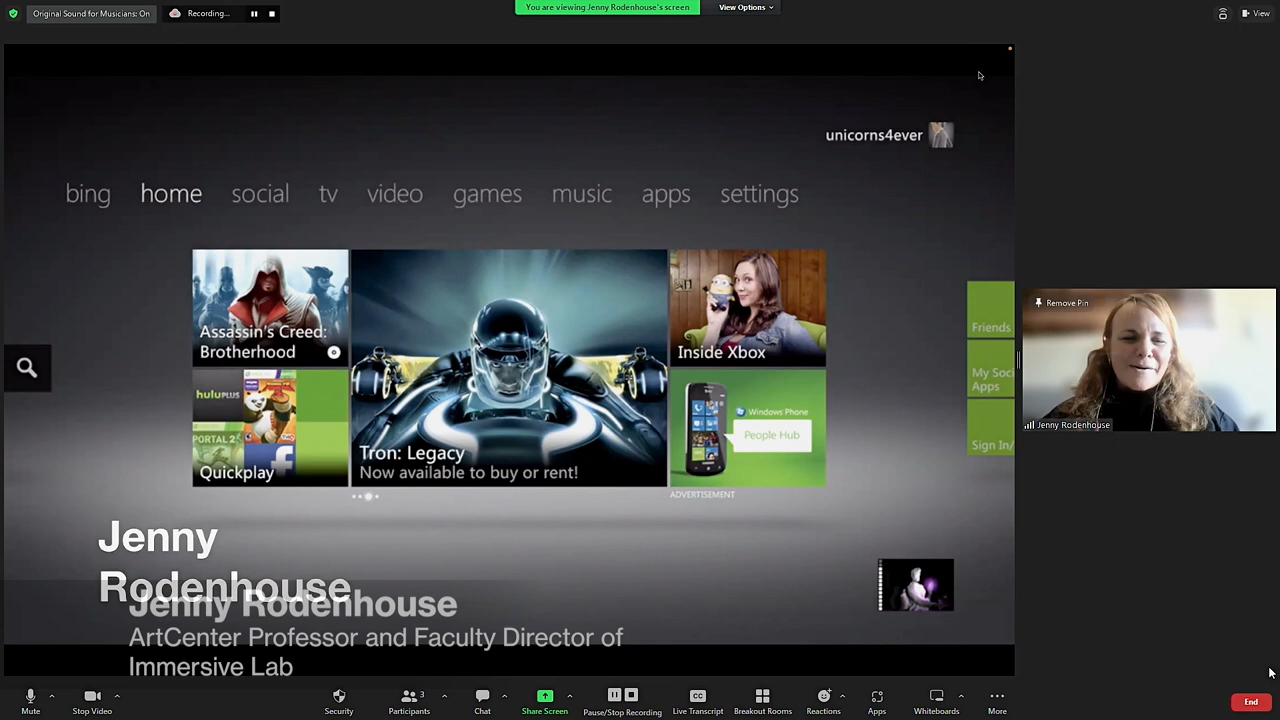 Original Sound for Musicians: On
Recording...
You are viewing Jenny Rodenhouse's screen
View Options
View
unicorns4ever
bing home social tv video games music apps settings
Assassin's Creed:
Brotherhood
Tron: Legacy
Now available to buy or rent!
Inside Xbox
huluPLUS
PORTAL 2
Quickplay
Windows Phone
People Hub
ADVERTISEMENT
Friends
My Soc
Apps
Sign In/
Remove Pin
Jenny Rodenhouse
Jenny
Rodenhouse
Jenny Rodenhouse
ArtCenter Professor and Faculty Director of
Immersive Lab
Mute
Stop Video
Security
Participants
3
Chat
Share Screen
Pause/Stop Recording
CC
Live Transcript
Breakout Rooms
Reactions
Apps
Whiteboards
More
End